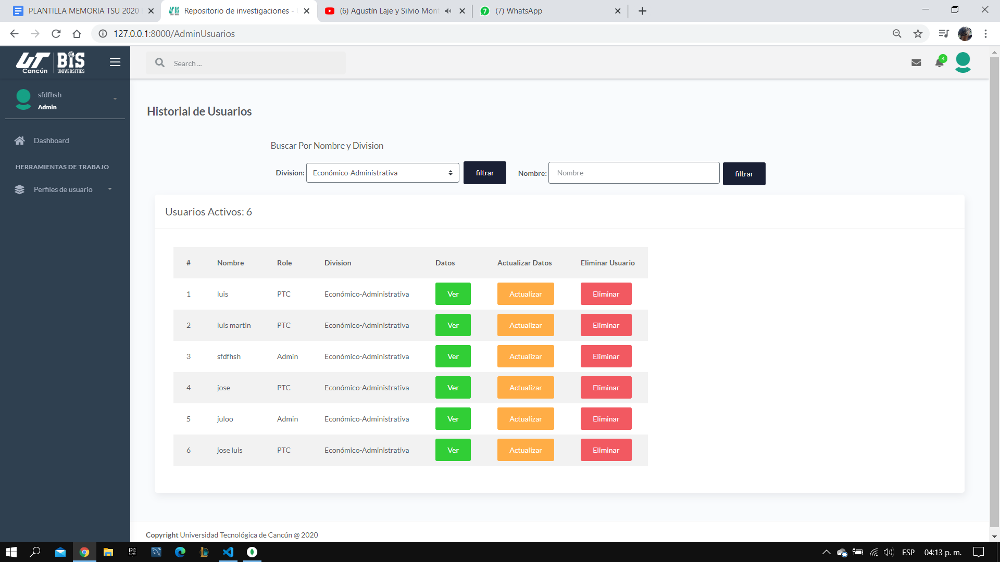 PLANTILLA MEMORIA TSU 2020
Repositorio de investigaciones -
(6) Agustín Laje y Silvio Mont
7
(7) WhatsApp
127.0.0.1:8000/AdminUsuarios
UT Cancún BIS UNIVERSITIES
Search ...
4
sfdfhsh
Admin
Dashboard
HERRAMIENTAS DE TRABAJO
Perfiles de usuario
Historial de Usuarios
Buscar Por Nombre y Division
Division: Económico-Administrativa filtrar Nombre: Nombre filtrar
Usuarios Activos: 6
# Nombre Role Division Datos Actualizar Datos Eliminar Usuario
1 luis PTC Económico-Administrativa Ver Actualizar Eliminar
2 luis martin PTC Económico-Administrativa Ver Actualizar Eliminar
3 sfdfhsh Admin Económico-Administrativa Ver Actualizar Eliminar
4 jose PTC Económico-Administrativa Ver Actualizar Eliminar
5 juloo Admin Económico-Administrativa Ver Actualizar Eliminar
6 jose luis PTC Económico-Administrativa Ver Actualizar Eliminar
Copyright Universidad Tecnológica de Cancún @ 2020
EPIC GAMES
ESP
04:13 p. m.